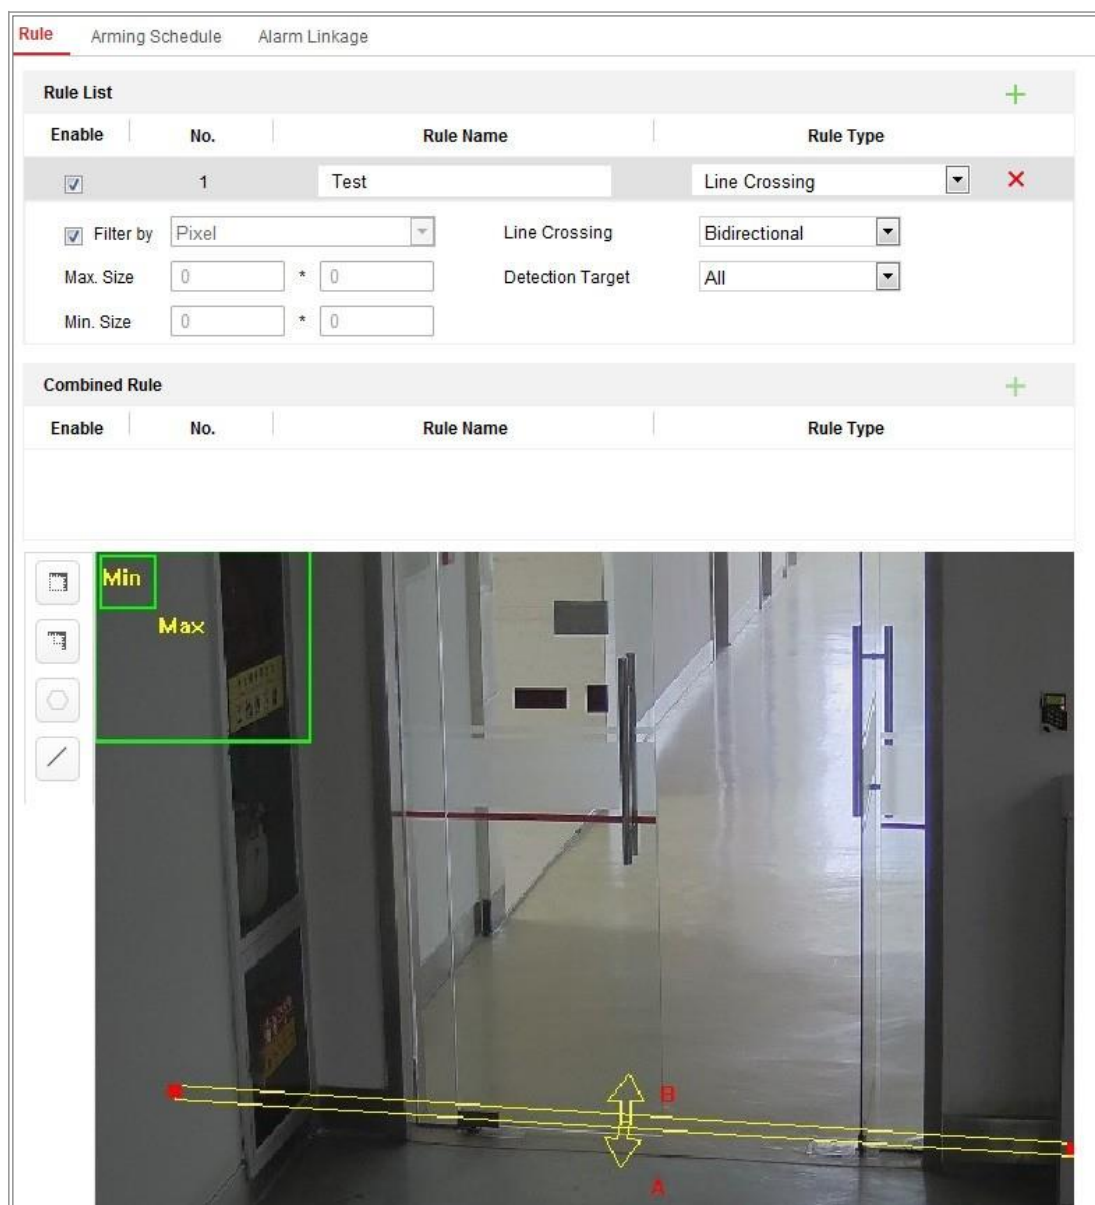 Rule Arming Schedule Alarm Linkage
Rule List
Enable No. Rule Name Rule Type
1 Test Line Crossing
Filter by Pixel Line Crossing Bidirectional
Max. Size 0 * 0 Detection Target All
Min. Size 0 * 0
Combined Rule
Enable No. Rule Name Rule Type
Min
Max
B
A